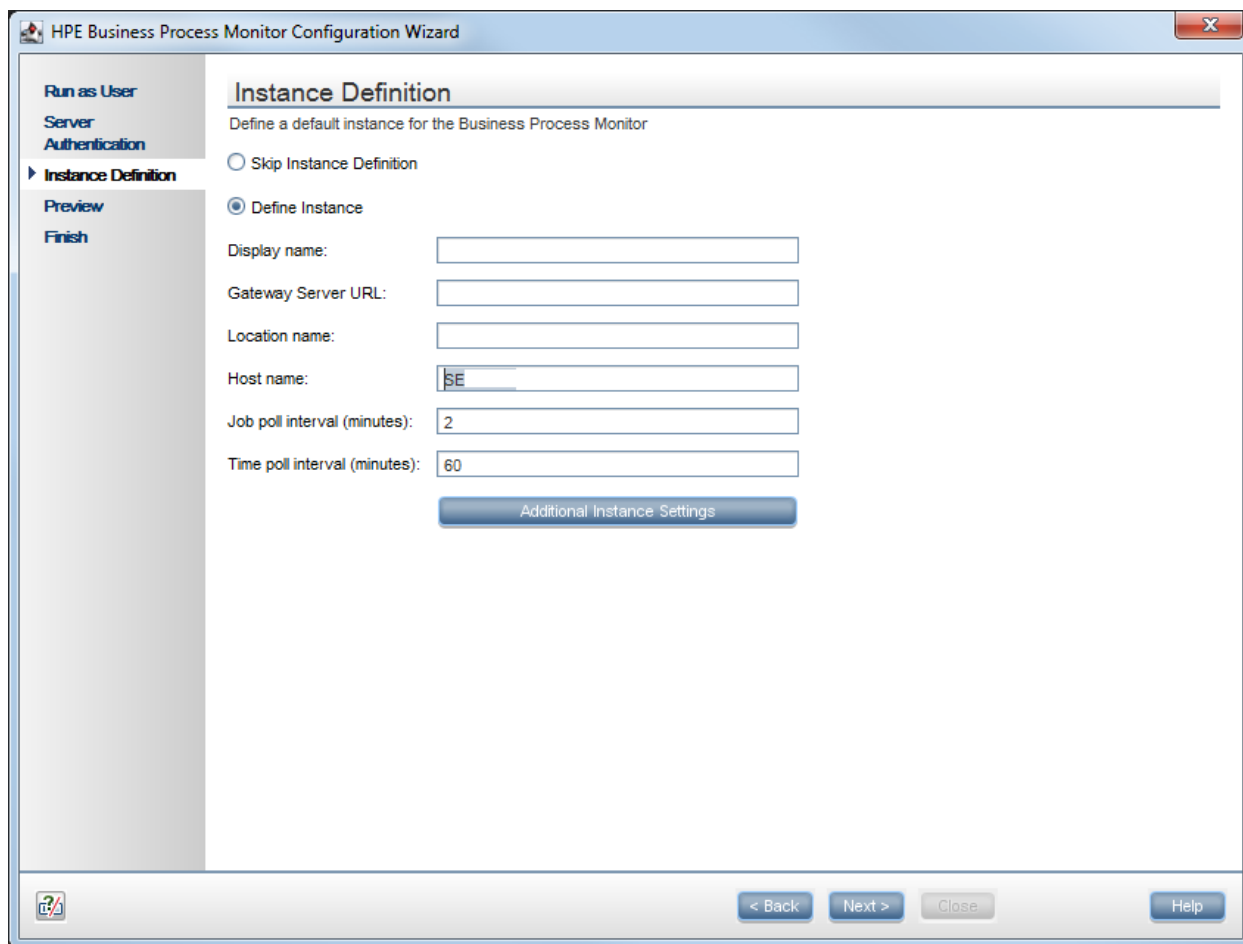 HPE Business Process Monitor Configuration Wizard
Run as User
Server
Authentication
Instance Definition
Preview
Finish
Instance Definition
Define a default instance for the Business Process Monitor
Skip Instance Definition
Define Instance
Display name:
Gateway Server URL:
Location name:
Host name: SE
Job poll interval (minutes): 2
Time poll interval (minutes): 60
Additional Instance Settings
< Back Next > Close Help